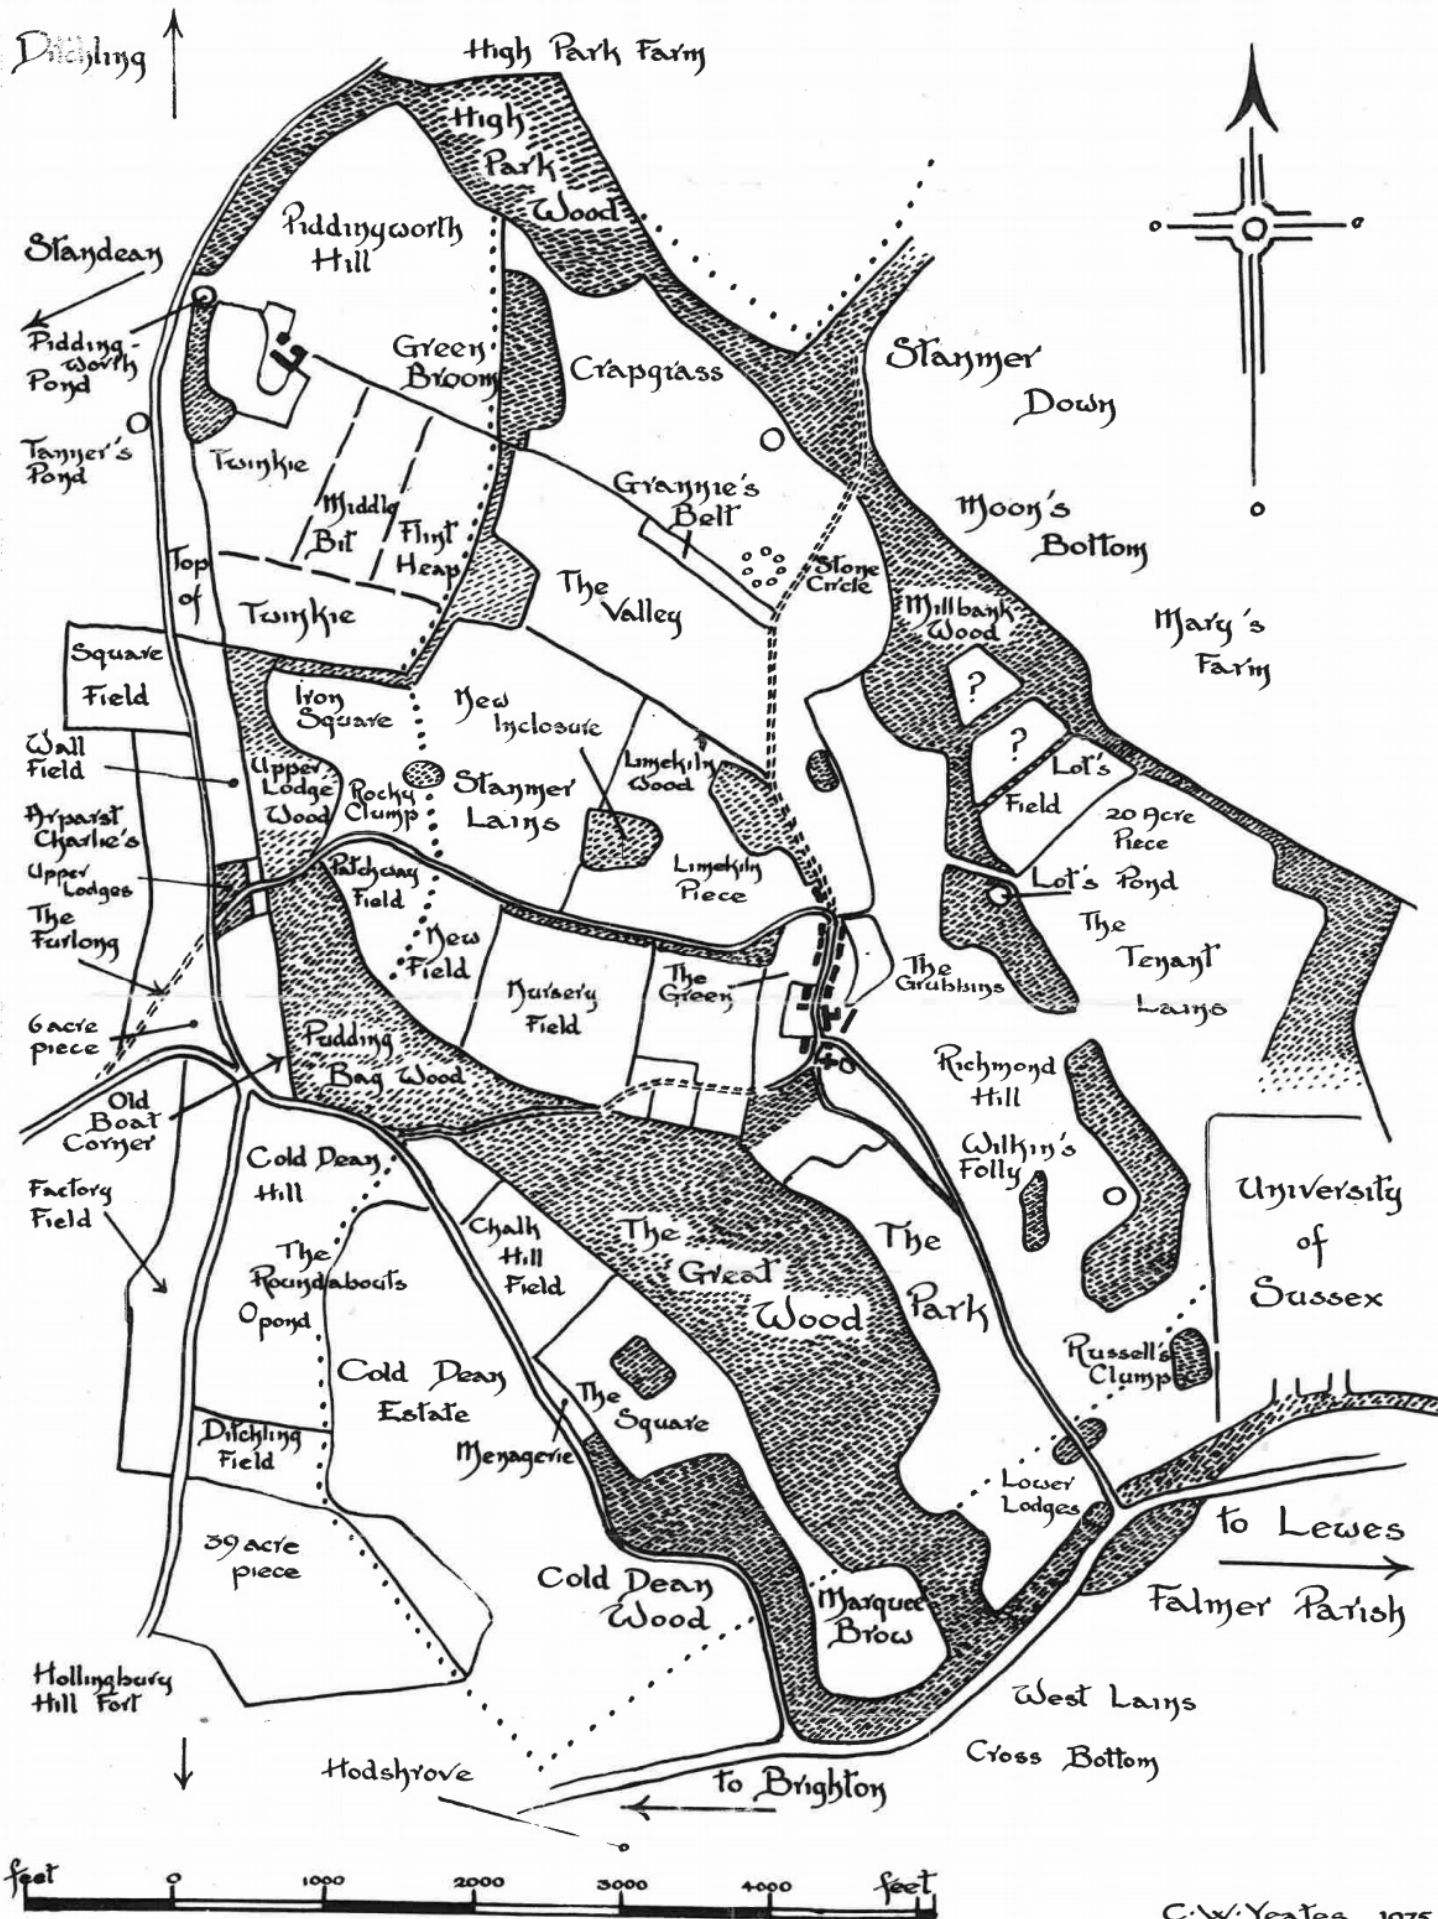 Ditchling
High Park Farm
High
Park
Wood
Piddingworth
Hill
Standean
Pidding-
worth
Pond
Green
Broom
Crapgrass
Stanmer
Down
Tanner's
Pond
Twinkie
Middle
Bit
Flint
Heap
Grannie's
Belt
Stone
Circle
Moon's
Bottom
Top
of
Twinkie
The
Valley
Millbank
Wood
Mary's
Farm
Square
Field
Iron
Square
New
Inclosure
?
?
Wall
Field
Upper
Lodge
Wood
Rocky
Clump
Stanmer
Lains
Limekiln
Wood
Lot's
Field
20 Acre
Piece
Arparst
Charlie's
Upper
Lodges
Patchway
Field
Limekiln
Piece
Lot's Pond
The
Furlong
New
Field
Nursery
Field
The
Green
The
Grubbins
The
Tenant
Lains
6 acre
piece
Pudding
Bag Wood
Richmond
Hill
Old
Boat
Corner
Cold Dean
Hill
Wilkin's
Folly
Factory
Field
The
Roundabouts
pond
Chalk
Hill
Field
The
Great
Wood
The
Park
University
of
Sussex
Cold Dean
Estate
The
Square
Russell's
Clump
Ditchling
Field
Menagerie
Lower
Lodges
39 acre
piece
Cold Dean
Wood
Marquee
Brow
to Lewes
Falmer Parish
Hollingbury
Hill Fort
West Lains
Cross Bottom
Hodshrove
to Brighton
feet 0 1000 2000 3000 4000 feet
C.W.Yeates 1975